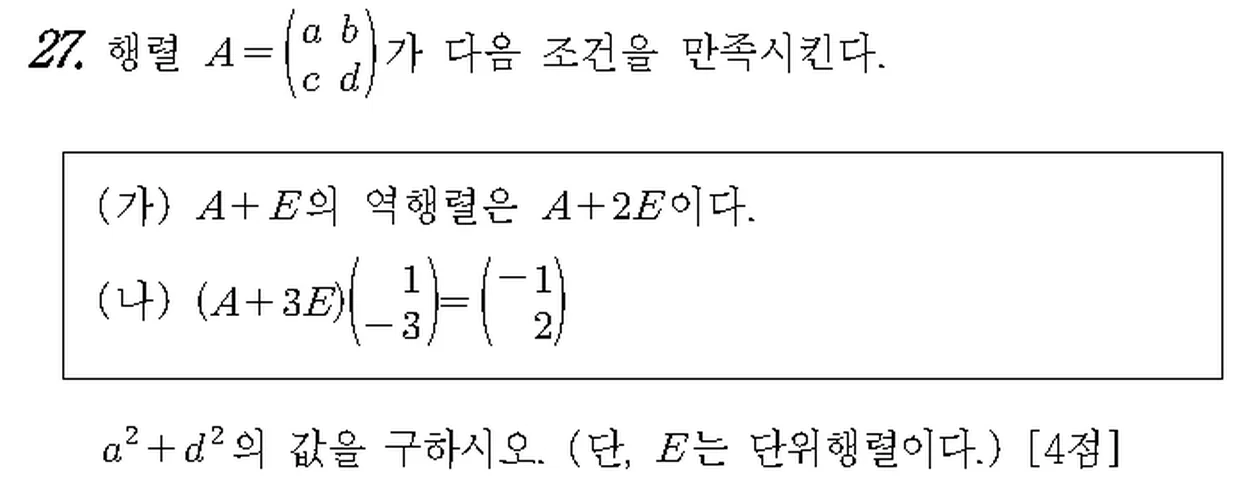 27. 행렬 A=(a b
c d)가 다음 조건을 만족시킨다.
(가) A+E의 역행렬은 A+2E이다.
(나) (A+3E)(1
-3)=(-1
2)
a²+d²의 값을 구하시오. (단, E는 단위행렬이다.) [4점]